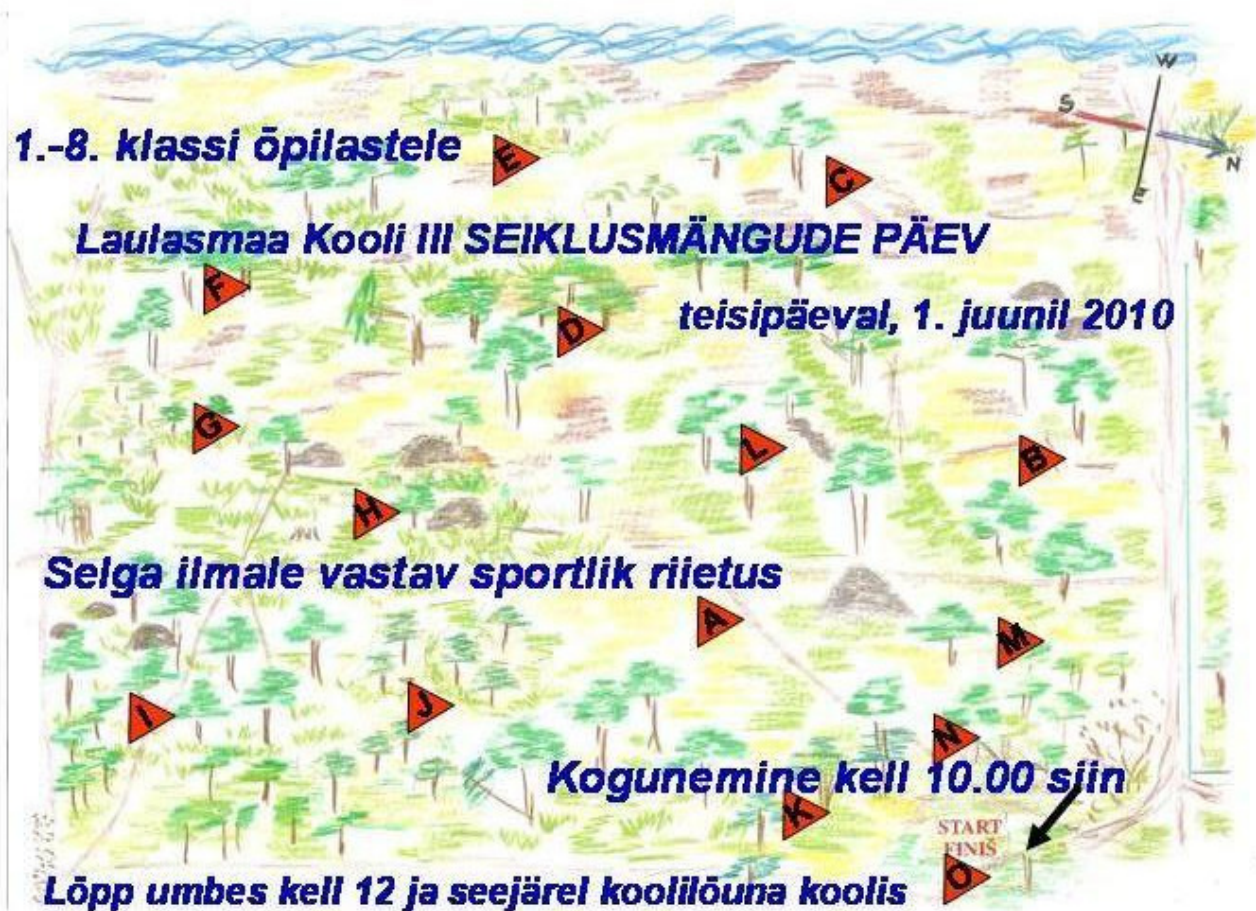 W
S
N
E
1.-8. klassi õpilastele
E
C
Laulasmaa Kooli III SEIKLUSMÄNGUDE PÄEV
F
teisipäeval, 1. juunil 2010
D
G
L
B
H
Selga ilmale vastav sportlik riietus
A
M
I
J
N
Kogunemine kell 10.00 siin
K
START
FINIŠ
O
Lõpp umbes kell 12 ja seejärel koolilõuna koolis